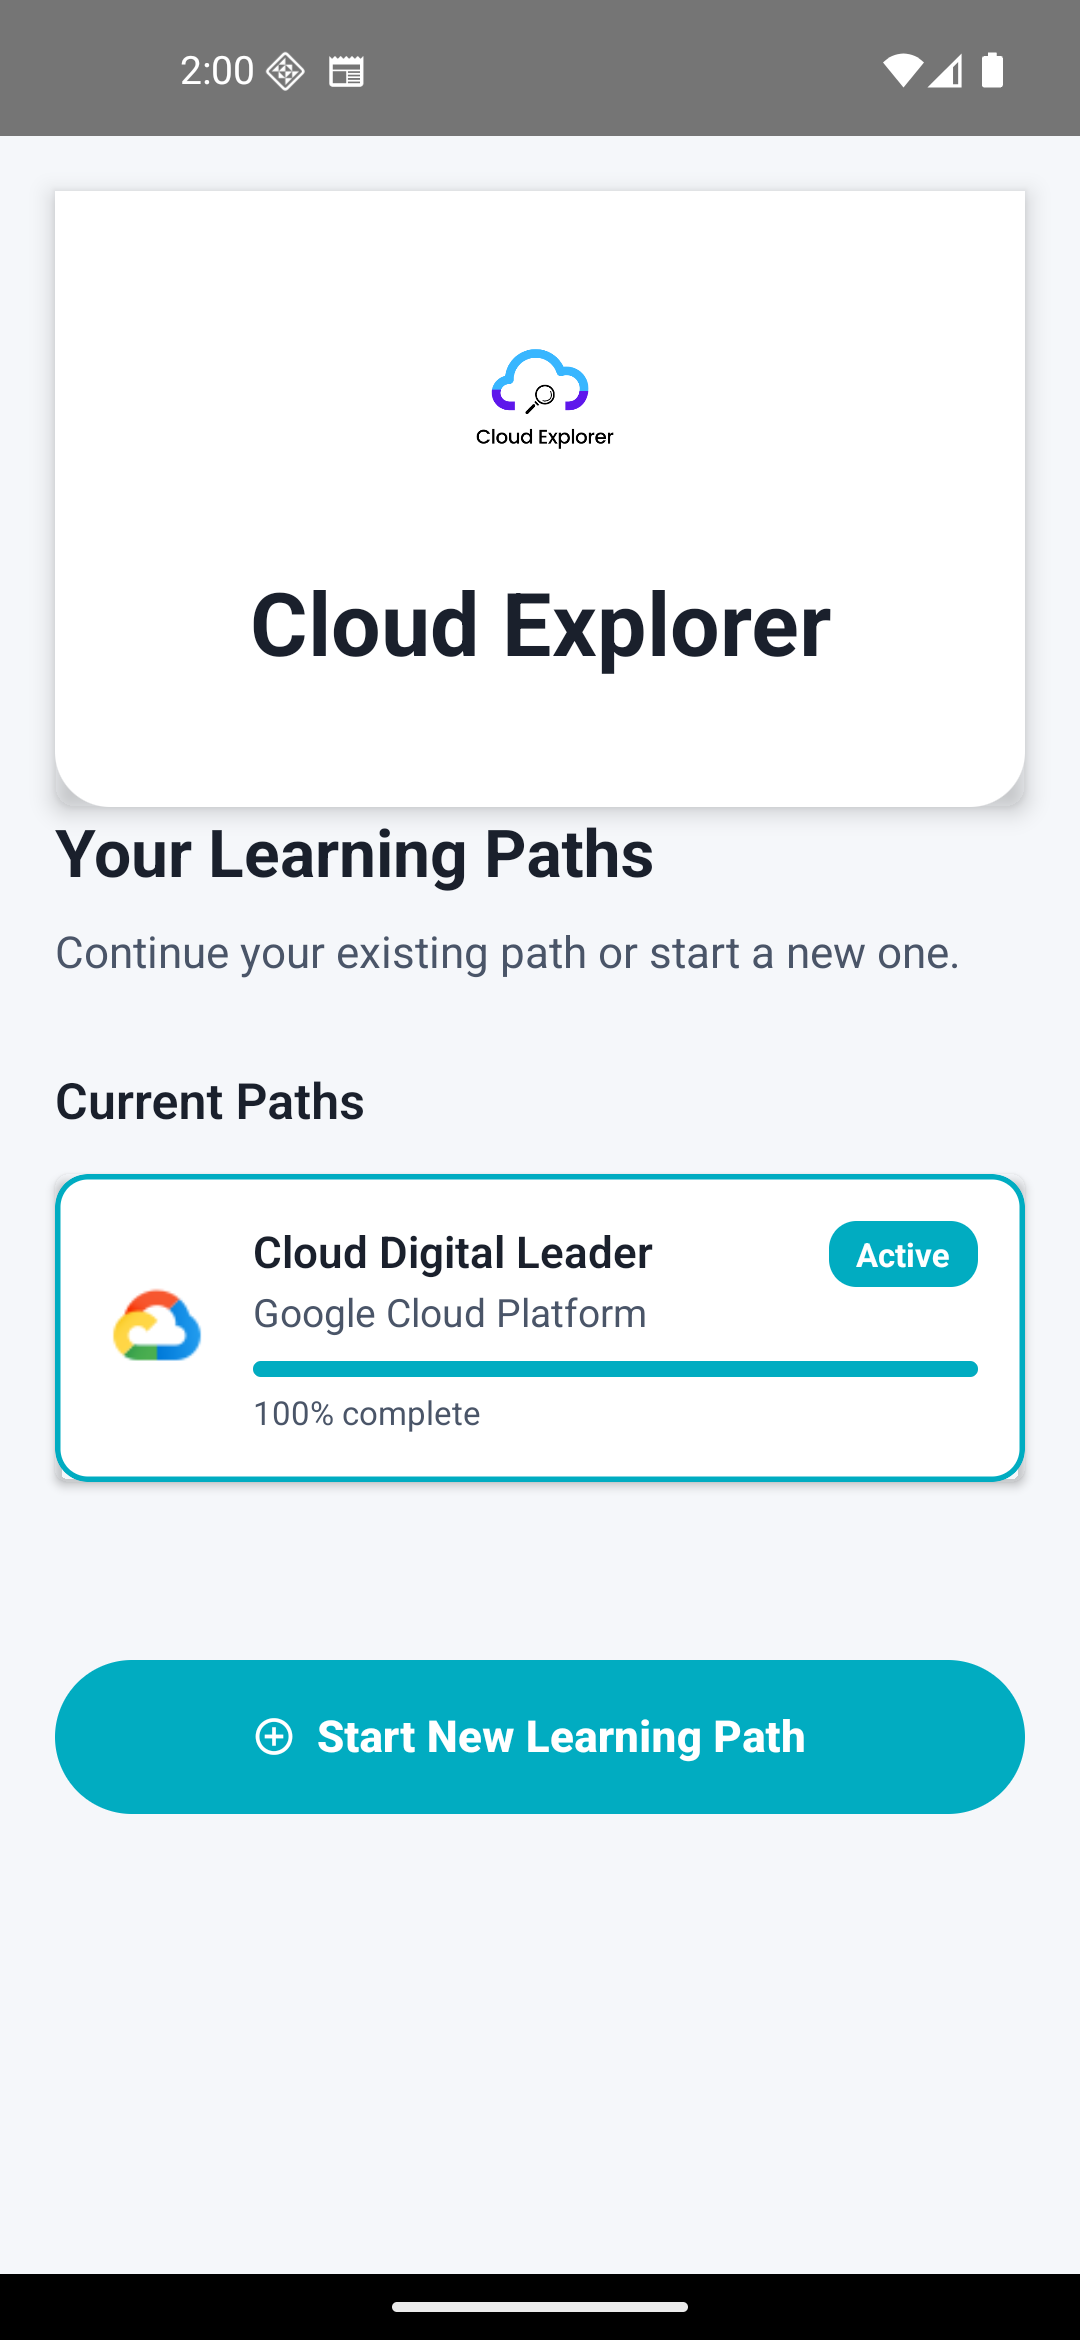 2:00
Cloud Explorer
Cloud Explorer
Your Learning Paths
Continue your existing path or start a new one.
Current Paths
Cloud Digital Leader
Active
Google Cloud Platform
100% complete
Start New Learning Path